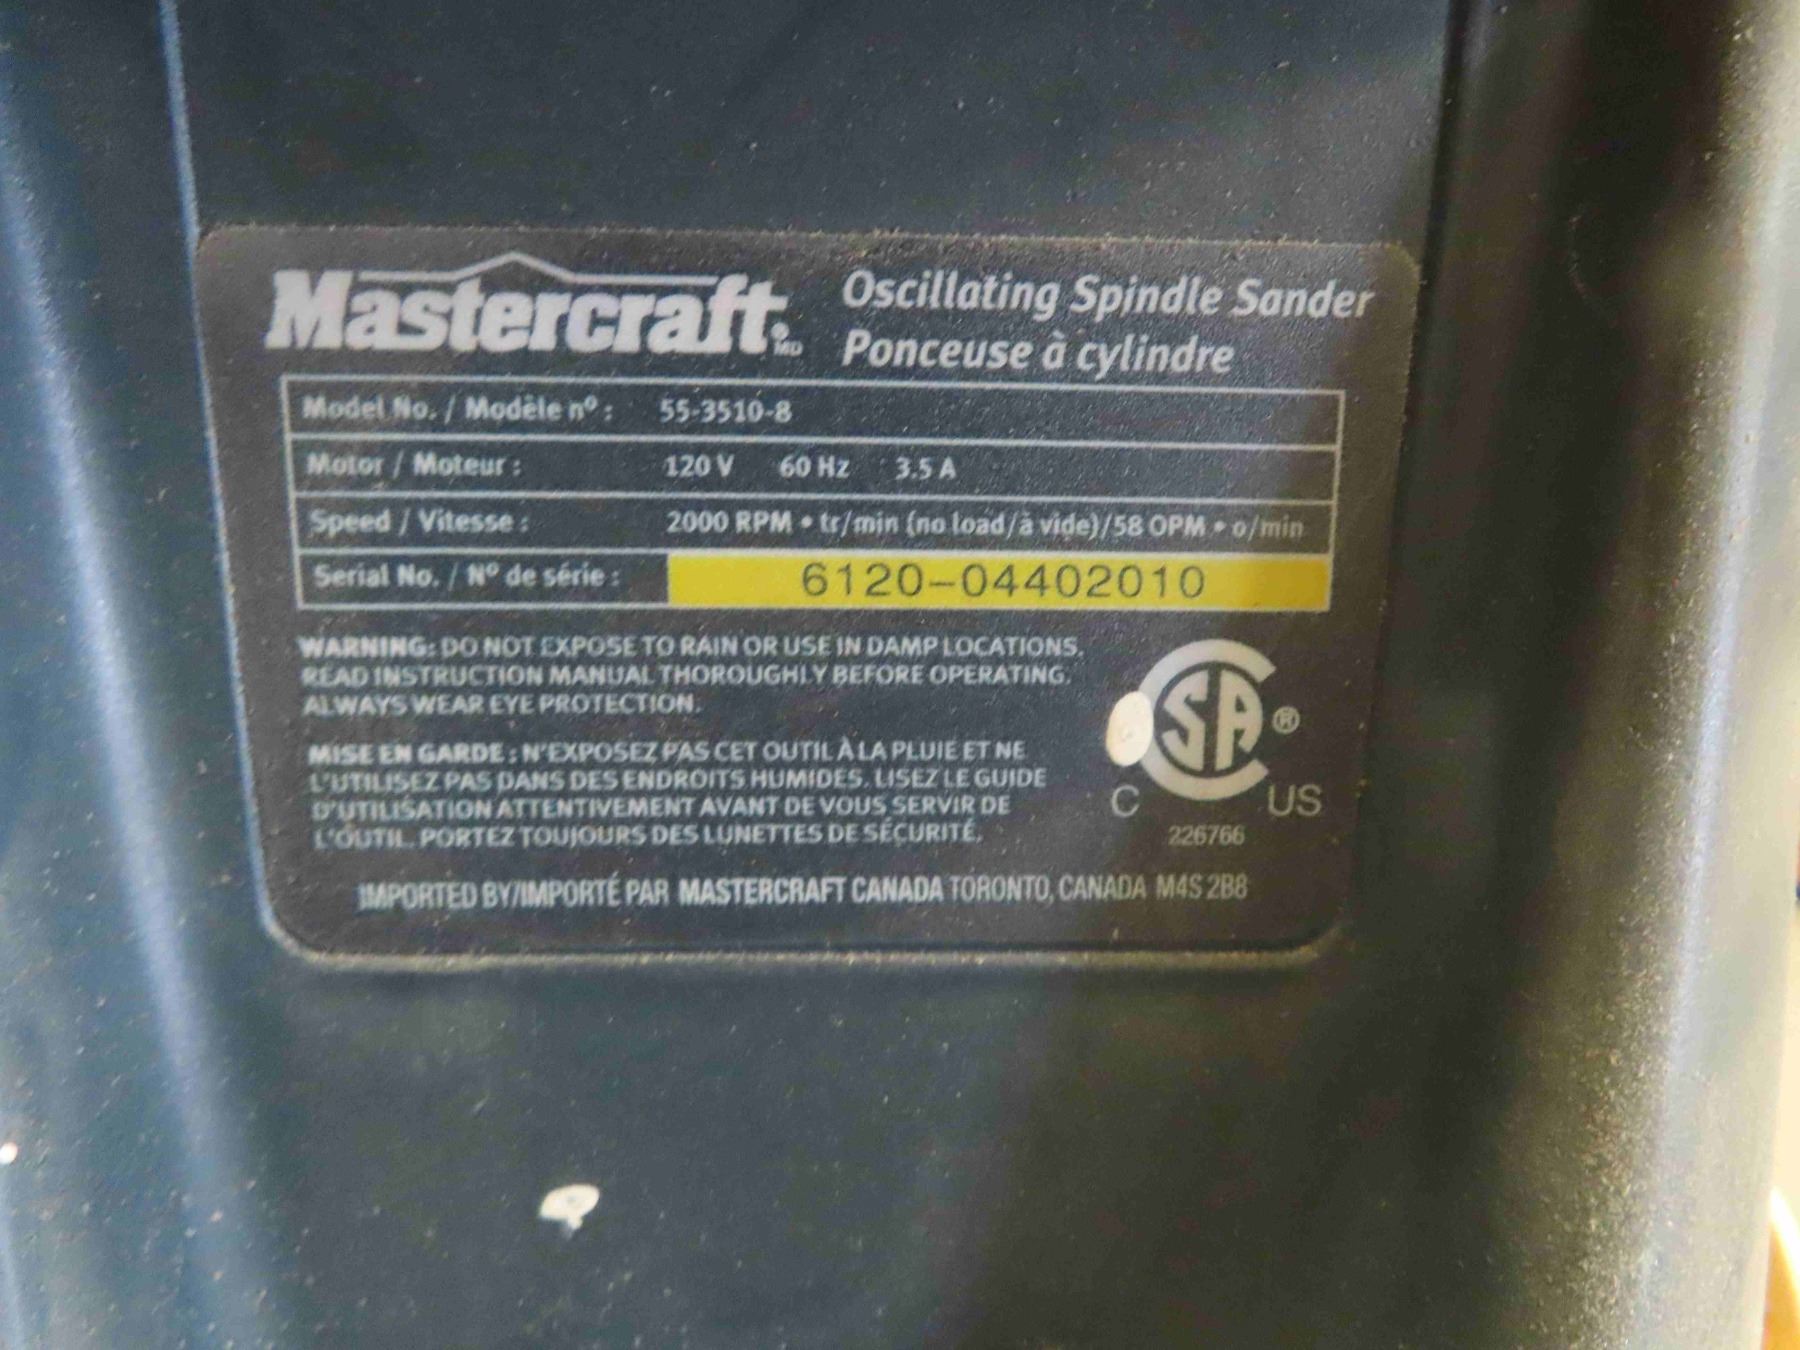 Mastercraft MD
Oscillating Spindle Sander
Ponceuse à cylindre
Model No. / Modèle nº : 55-3510-8
Motor / Moteur : 120 V 60 Hz 3.5 A
Speed / Vitesse : 2000 RPM • tr/min (no load/à vide)/58 OPM • o/min
Serial No. / Nº de série : 6120-04402010
WARNING: DO NOT EXPOSE TO RAIN OR USE IN DAMP LOCATIONS.
READ INSTRUCTION MANUAL THOROUGHLY BEFORE OPERATING.
ALWAYS WEAR EYE PROTECTION.
MISE EN GARDE : N'EXPOSEZ PAS CET OUTIL À LA PLUIE ET NE
L'UTILISEZ PAS DANS DES ENDROITS HUMIDES. LISEZ LE GUIDE
D'UTILISATION ATTENTIVEMENT AVANT DE VOUS SERVIR DE
L'OUTIL. PORTEZ TOUJOURS DES LUNETTES DE SÉCURITÉ.
CSA ®
C US
226766
IMPORTED BY/IMPORTÉ PAR MASTERCRAFT CANADA TORONTO, CANADA M4S 2B8